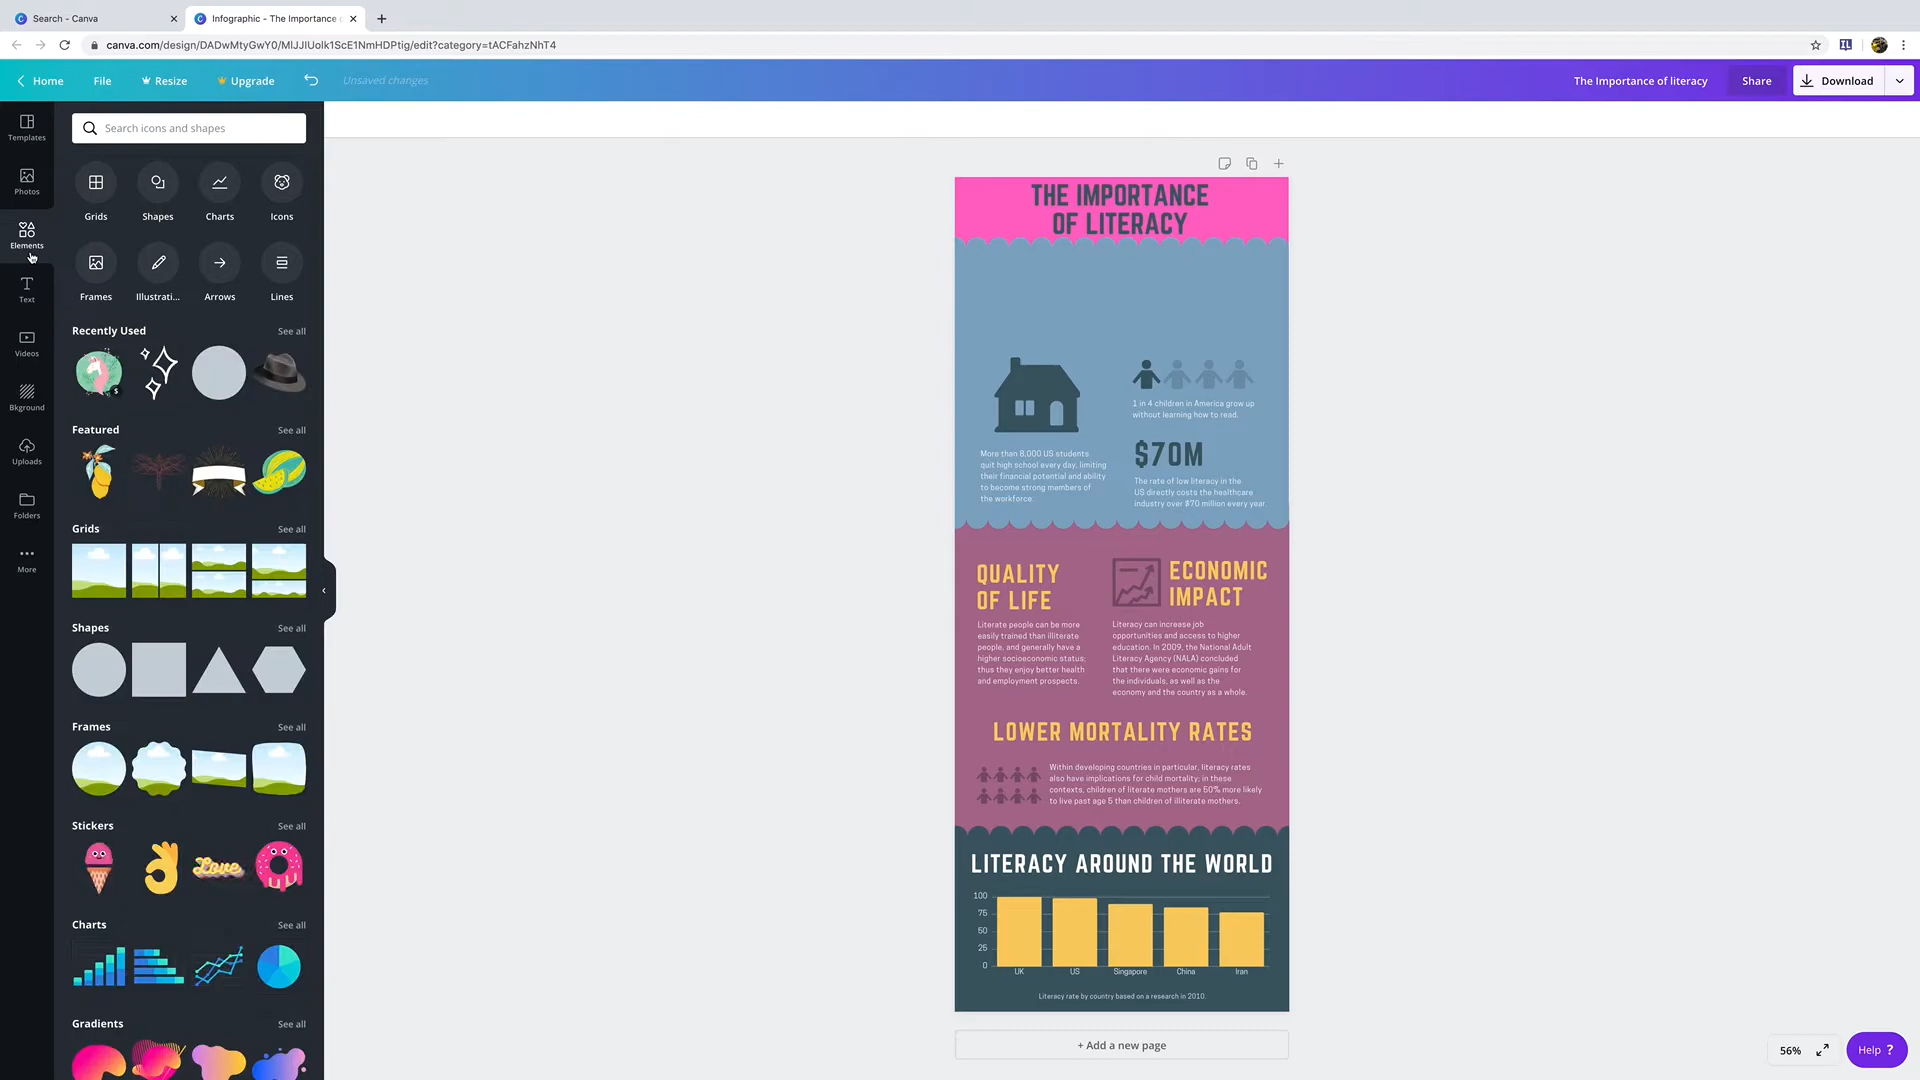 Search - Canva
Infographic - The Importance
canva.com/design/DADwMtyGwY0/MlJJIUolk1ScE1NmHDPtig/edit?category=tACFahzNhT4
Home
File
Resize
Upgrade
Unsaved changes
The Importance of literacy
Share
Download
Templates
Photos
Elements
Text
Videos
Bkground
Uploads
Folders
More
Search icons and shapes
Grids
Shapes
Charts
Icons
Frames
Illustrati...
Arrows
Lines
Recently Used
See all
Featured
See all
Grids
See all
Shapes
See all
Frames
See all
Stickers
See all
Love
Charts
See all
Gradients
See all
THE IMPORTANCE
OF LITERACY
More than 8,000 US students
quit high school every day, limiting
their financial potential and ability
to become strong members of
the workforce.
1 in 4 children in America grow up
without learning how to read.
$70M
The rate of low literacy in the
US directly costs the healthcare
industry over $70 million every year.
QUALITY
OF LIFE
Literate people can be more
easily trained than illiterate
people, and generally have a
higher socioeconomic status;
thus they enjoy better health
and employment prospects.
ECONOMIC
IMPACT
Literacy can increase job
opportunities and access to higher
education. In 2009, the National Adult
Literacy Agency (NALA) concluded
that there were economic gains for
the individuals, as well as the
economy and the country as a whole.
LOWER MORTALITY RATES
Within developing countries in particular, literacy rates
also have implications for child mortality; in these
contexts, children of literate mothers are 50% more likely
to live past age 5 than children of illiterate mothers.
LITERACY AROUND THE WORLD
100
75
50
25
0
UK
US
Singapore
China
Iran
Literacy rate by country based on a research in 2010.
+ Add a new page
56%
Help ?